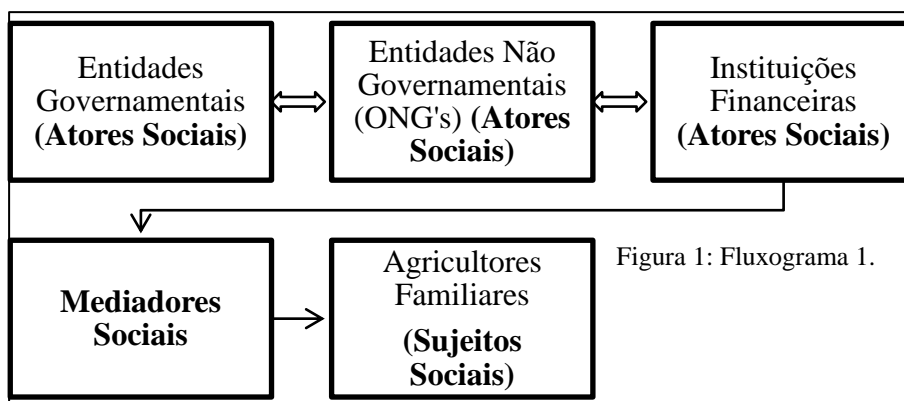 Entidades
Governamentais
(Atores Sociais)
Entidades Não
Governamentais
(ONG's) (Atores
Sociais)
Instituições
Financeiras
(Atores Sociais)
Mediadores
Sociais
Agricultores
Familiares
(Sujeitos
Sociais)
Figura 1: Fluxograma 1.